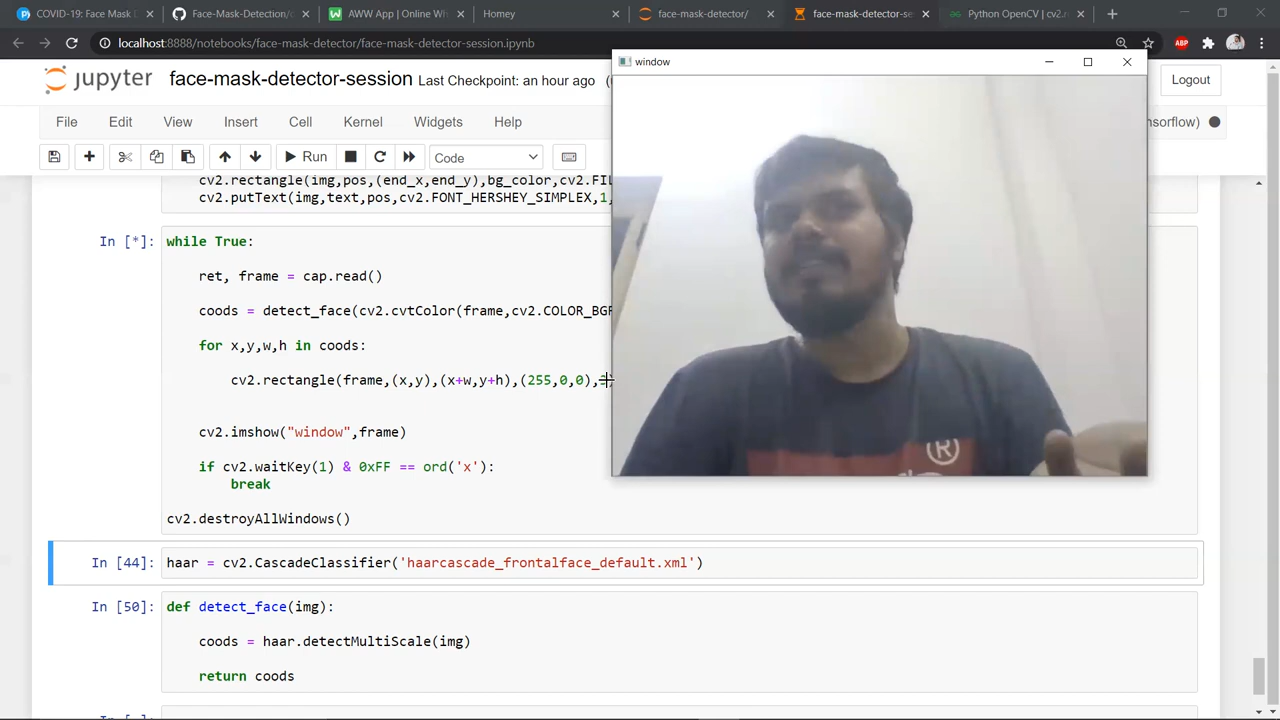 COVID-19: Face Mask
Face-Mask-Detection/c
AWW App | Online Wh
Homey
face-mask-detector/
face-mask-detector-se
Python OpenCV | cv2.r
localhost:8888/notebooks/face-mask-detector/face-mask-detector-session.ipynb
ABP
window
jupyter
face-mask-detector-session Last Checkpoint: an hour ago
Logout
File Edit View Insert Cell Kernel Widgets Help
nsorflow)
Run
Code
cv2.rectangle(img,pos,(end_x,end_y),bg_color,cv2.FIL
cv2.putText(img,text,pos,cv2.FONT_HERSHEY_SIMPLEX,1,
In [*]:
while True:
ret, frame = cap.read()
coods = detect_face(cv2.cvtColor(frame,cv2.COLOR_BGR
for x,y,w,h in coods:
cv2.rectangle(frame,(x,y),(x+w,y+h),(255,0,0),
cv2.imshow("window",frame)
if cv2.waitKey(1) & 0xFF == ord('x'):
break
cv2.destroyAllWindows()
®
In [44]:
haar = cv2.CascadeClassifier('haarcascade_frontalface_default.xml')
In [50]:
def detect_face(img):
coods = haar.detectMultiScale(img)
return coods